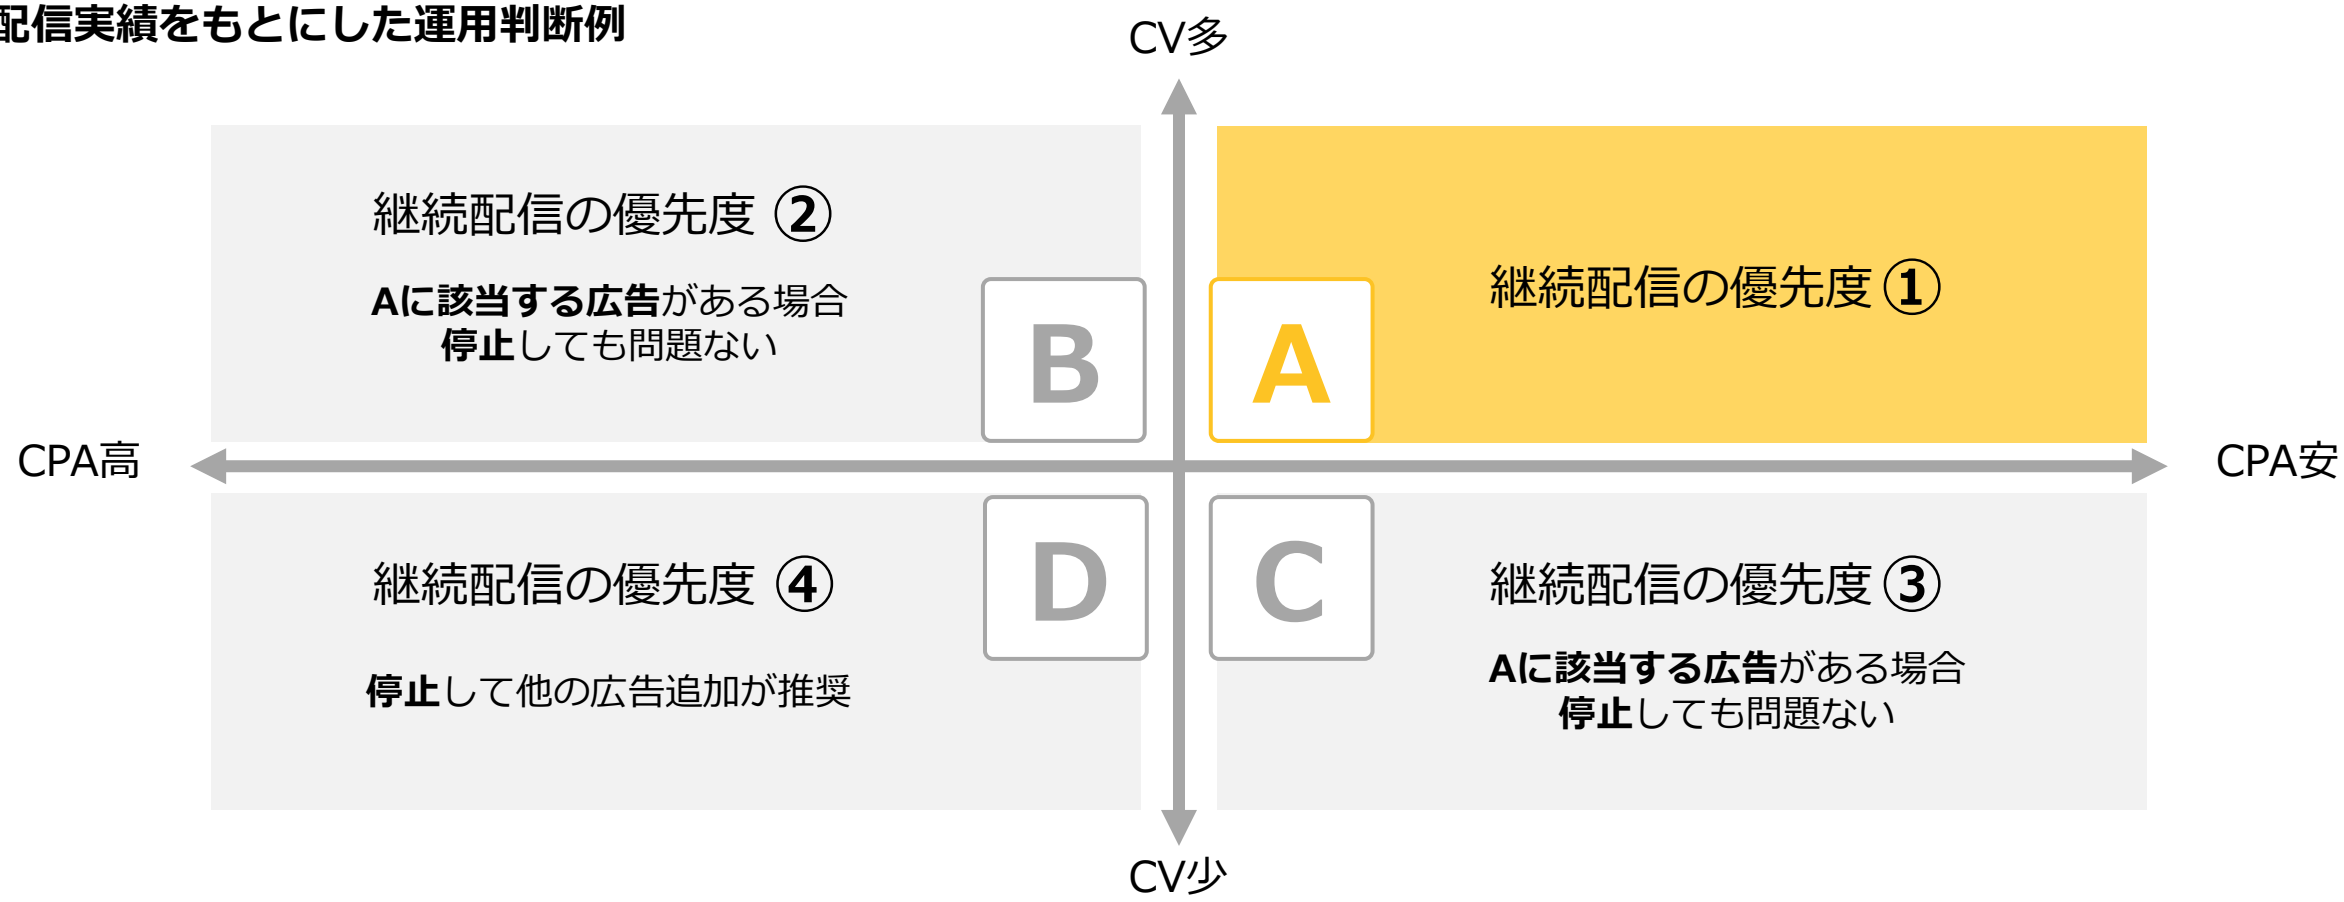 配信実績をもとにした運用判断例
CV多
継続配信の優先度 ②
Aに該当する広告がある場合
停止しても問題ない
B
A
継続配信の優先度 ①
CPA高
CPA安
継続配信の優先度 ④
停止して他の広告追加が推奨
D
C
継続配信の優先度 ③
Aに該当する広告がある場合
停止しても問題ない
CV少